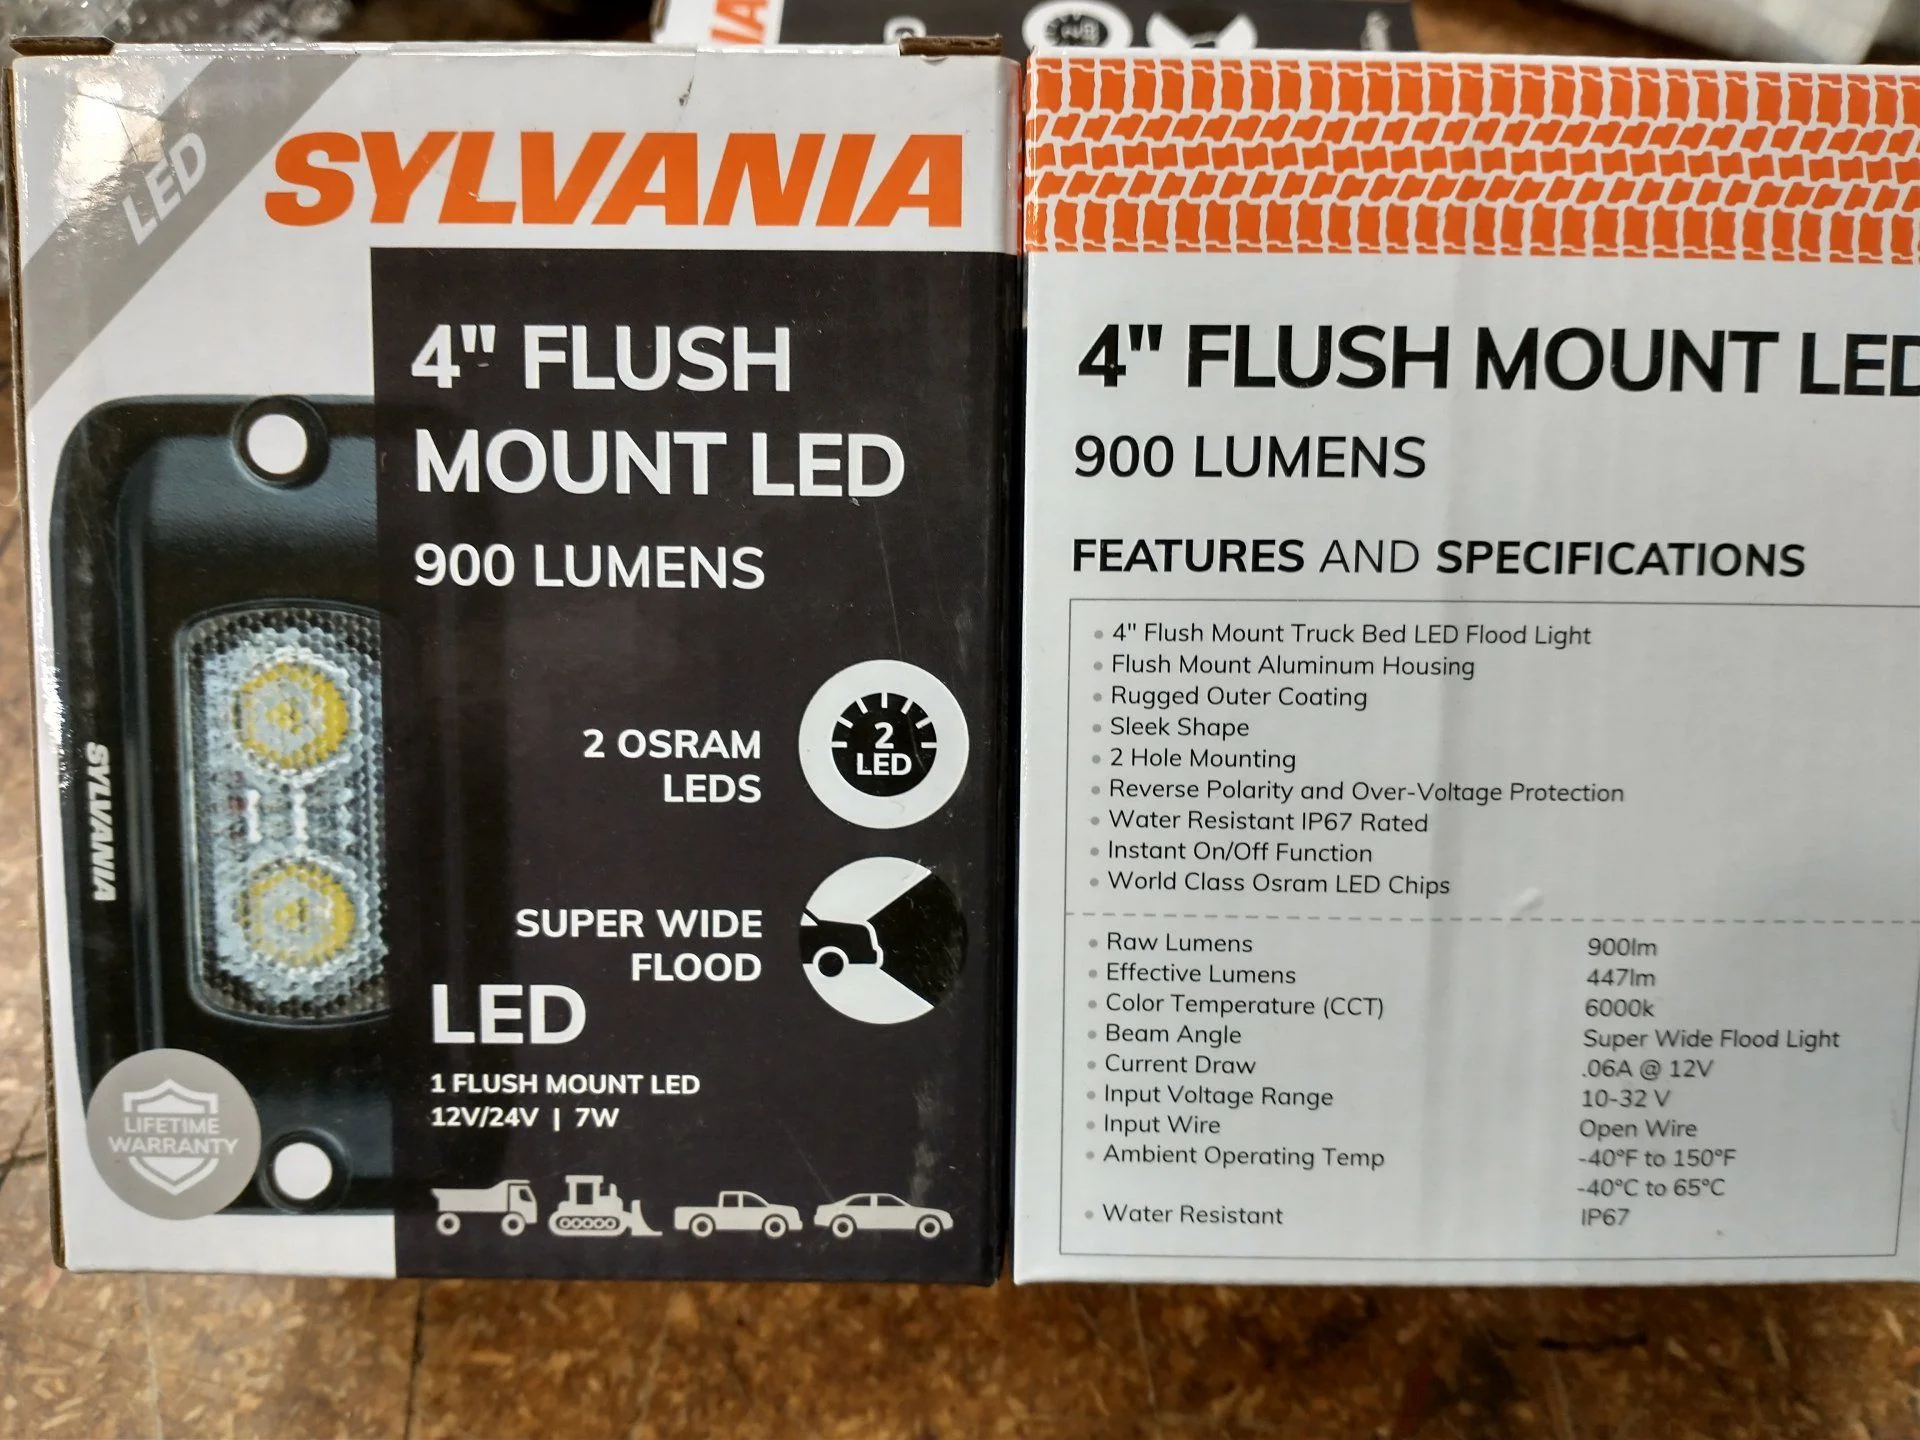 LED
SYLVANIA
4" FLUSH
MOUNT LED
900 LUMENS
2 OSRAM
LEDS
2
LED
SUPER WIDE
FLOOD
LED
1 FLUSH MOUNT LED
12V/24V | 7W
SYLVANIA
LIFETIME
WARRANTY
4" FLUSH MOUNT LED
900 LUMENS
FEATURES AND SPECIFICATIONS
• 4" Flush Mount Truck Bed LED Flood Light
• Flush Mount Aluminum Housing
• Rugged Outer Coating
• Sleek Shape
• 2 Hole Mounting
• Reverse Polarity and Over-Voltage Protection
• Water Resistant IP67 Rated
• Instant On/Off Function
• World Class Osram LED Chips
• Raw Lumens 900lm
• Effective Lumens 447lm
• Color Temperature (CCT) 6000k
• Beam Angle Super Wide Flood Light
• Current Draw .06A @ 12V
• Input Voltage Range 10-32 V
• Input Wire Open Wire
• Ambient Operating Temp -40°F to 150°F
-40°C to 65°C
• Water Resistant IP67